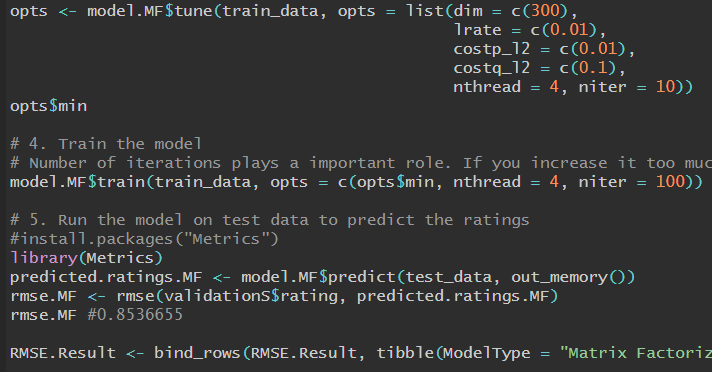 opts <- model.MF$tune(train_data, opts = list(dim = c(300),
lrate = c(0.01),
costp_l2 = c(0.01),
costq_l2 = c(0.1),
nthread = 4, niter = 10))
opts$min
# 4. Train the model
# Number of iterations plays a important role. If you increase it too muc
model.MF$train(train_data, opts = c(opts$min, nthread = 4, niter = 100))
# 5. Run the model on test data to predict the ratings
#install.packages("Metrics")
library(Metrics)
predicted.ratings.MF <- model.MF$predict(test_data, out_memory())
rmse.MF <- rmse(validationS$rating, predicted.ratings.MF)
rmse.MF #0.8536655
RMSE.Result <- bind_rows(RMSE.Result, tibble(ModelType = "Matrix Factoriz